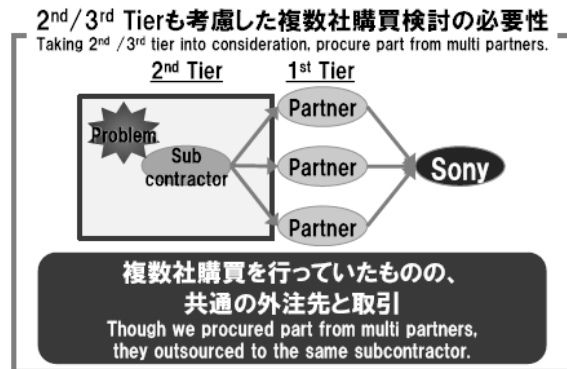 2nd/3rd Tierも考慮した複数社購買検討の必要性
Taking 2nd /3rd tier into consideration, procure part from multi partners.
2nd Tier
1st Tier
Problem
Sub
contractor
Partner
Partner
Partner
Sony
複数社購買を行っていたものの、
共通の外注先と取引
Though we procured part from multi partners,
they outsourced to the same subcontractor.